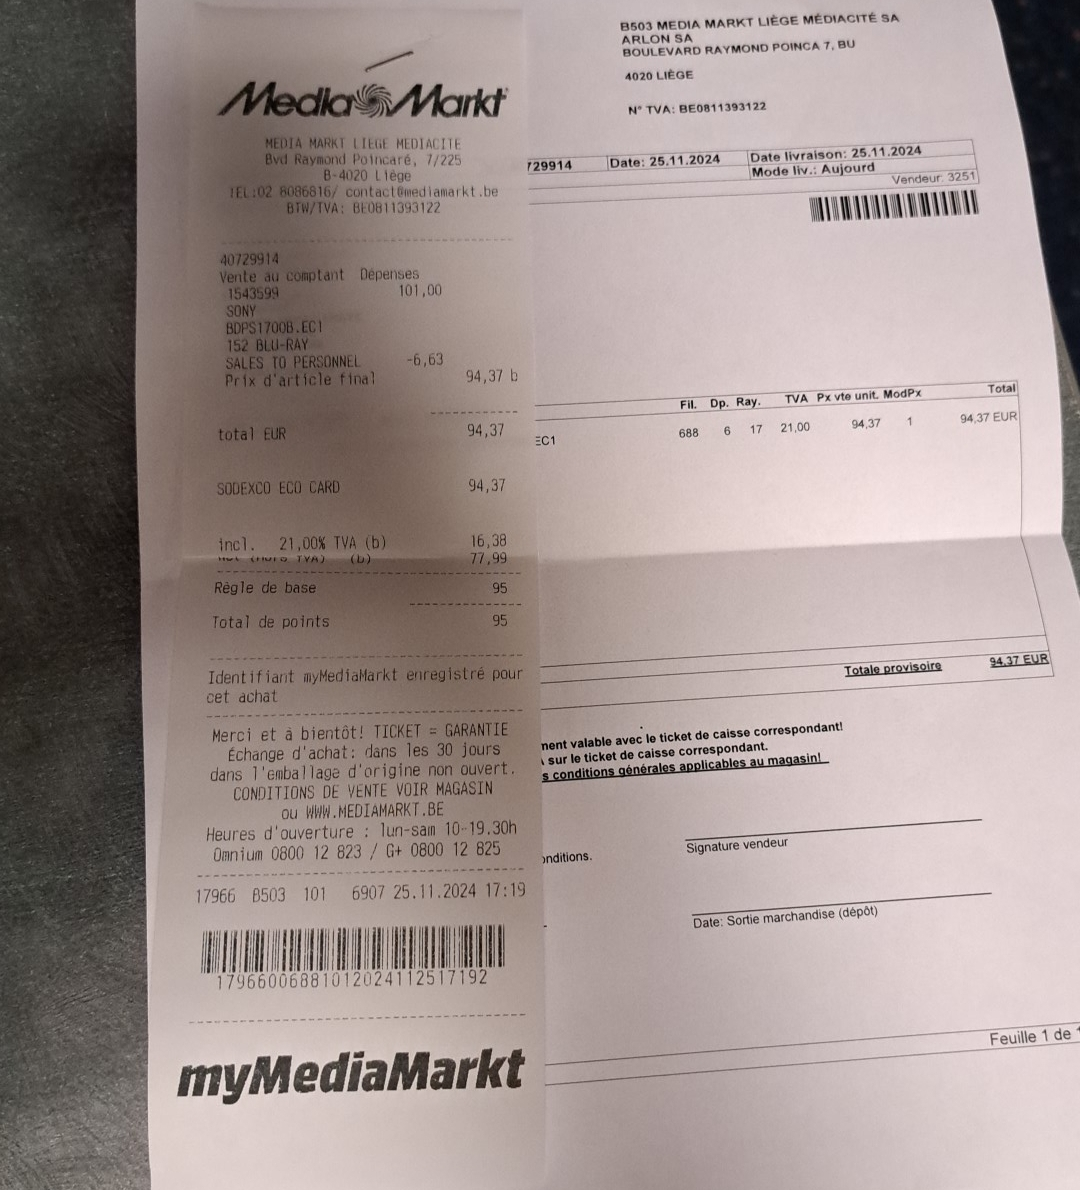 Media Markt
MEDIA MARKT LIEGE MEDIACITE
Bvd Raymond Poincaré, 7/225
B-4020 Liège
TEL:02 8086816/ contact@mediamarkt.be
BTW/TVA: BE0811393122
40729914
Vente au comptant Dépenses
1543599 101,00
SONY
BDPS1700B.EC1
152 BLU-RAY
SALES TO PERSONNEL -6,63
Prix d'article final 94,37 b
total EUR 94,37
SODEXCO ECO CARD 94,37
incl. 21,00% TVA (b) 16,38
(b) 77,99
Règle de base 95
Total de points 95
Identifiant myMediaMarkt enregistré pour
cet achat
Merci et à bientôt! TICKET = GARANTIE
Échange d'achat: dans les 30 jours
dans l'emballage d'origine non ouvert.
CONDITIONS DE VENTE VOIR MAGASIN
ou WWW.MEDIAMARKT.BE
Heures d'ouverture : lun-sam 10-19.30h
Omnium 0800 12 823 / G+ 0800 12 825
17966 B503 101 6907 25.11.2024 17:19
17966006881012024112517192
myMediaMarkt
B503 MEDIA MARKT LIÈGE MÉDIACITÉ SA
ARLON SA
BOULEVARD RAYMOND POINCA 7, BU
4020 LIÈGE
N° TVA: BE0811393122
729914 Date: 25.11.2024 Date livraison: 25.11.2024
Mode liv.: Aujourd
Vendeur: 3251
Fil. Dp. Ray. TVA Px vte unit. ModPx Total
EC1 688 6 17 21,00 94,37 1 94,37 EUR
Totale provisoire 94,37 EUR
ment valable avec le ticket de caisse correspondant!
sur le ticket de caisse correspondant.
s conditions générales applicables au magasin!
onditions.
Signature vendeur
Date: Sortie marchandise (dépôt)
Feuille 1 de 1